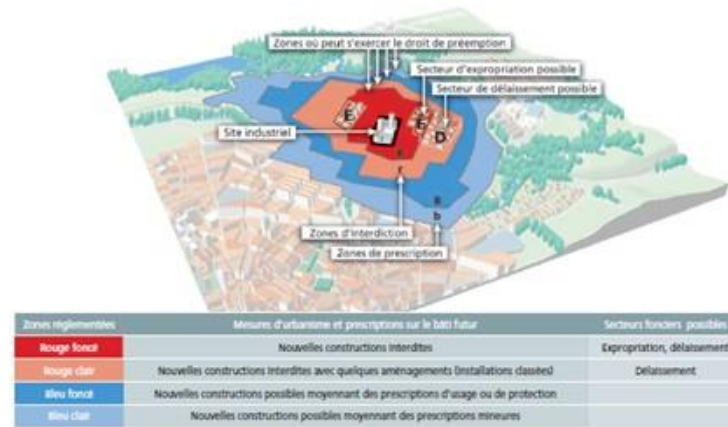 Zones où peut s'exercer le droit de préemption
Secteur d'expropriation possible
Secteur de délaissement possible
E
E
D
Site industriel
r
B
b
Zones d'interdiction
Zones de prescription
Zones réglementées Mesures d'urbanisme et prescriptions sur le bâti futur Secteurs fonciers possibles
Rouge foncé Nouvelles constructions interdites Expropriation, délaissement
Rouge clair Nouvelles constructions interdites avec quelques aménagements (installations classées) Délaissement
Bleu foncé Nouvelles constructions possibles moyennant des prescriptions d'usage ou de protection
Bleu clair Nouvelles constructions possibles moyennant des prescriptions mineures